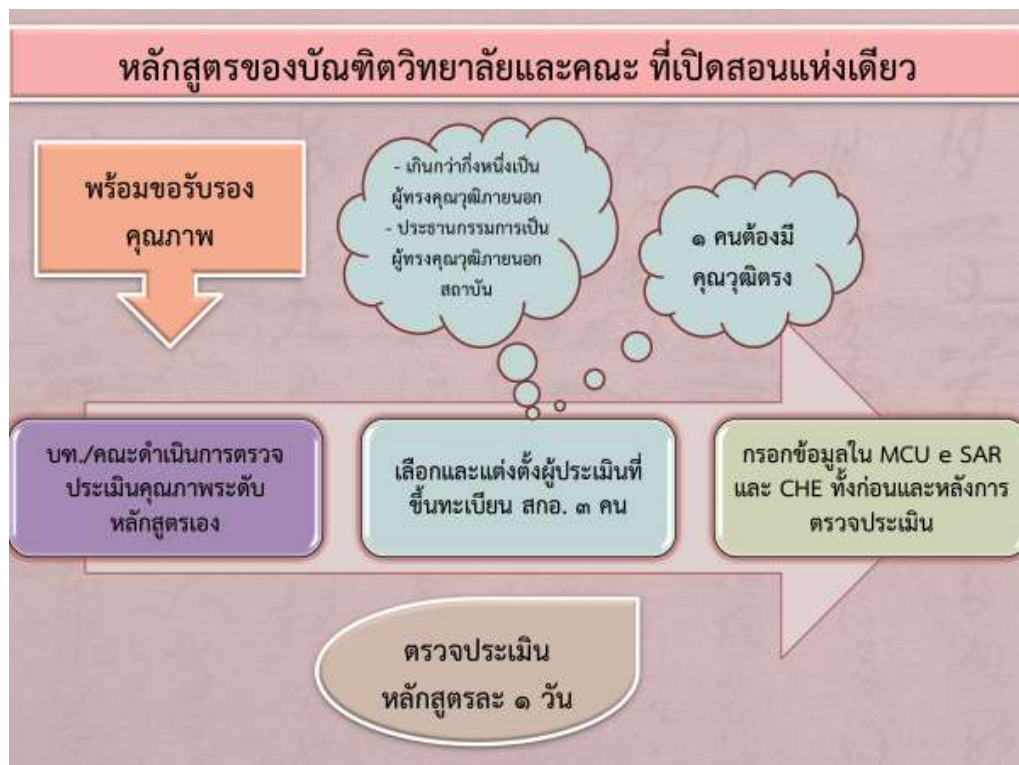 หลักสูตรของบัณฑิตวิทยาลัยและคณะ ที่เปิดสอนแห่งเดียว
พร้อมขอรับรอง
คุณภาพ
- เกินกว่ากึ่งหนึ่งเป็น
ผู้ทรงคุณวุฒิภายนอก
- ประธานกรรมการเป็น
ผู้ทรงคุณวุฒิภายนอก
สถาบัน
๑ คนต้องมี
คุณวุฒิตรง
บท./คณะดำเนินการตรวจ
ประเมินคุณภาพระดับ
หลักสูตรเอง
เลือกและแต่งตั้งผู้ประเมินที่
ขึ้นทะเบียน สกอ. ๓ คน
กรอกข้อมูลใน MCU e SAR
และ CHE ทั้งก่อนและหลังการ
ตรวจประเมิน
ตรวจประเมิน
หลักสูตรละ ๑ วัน